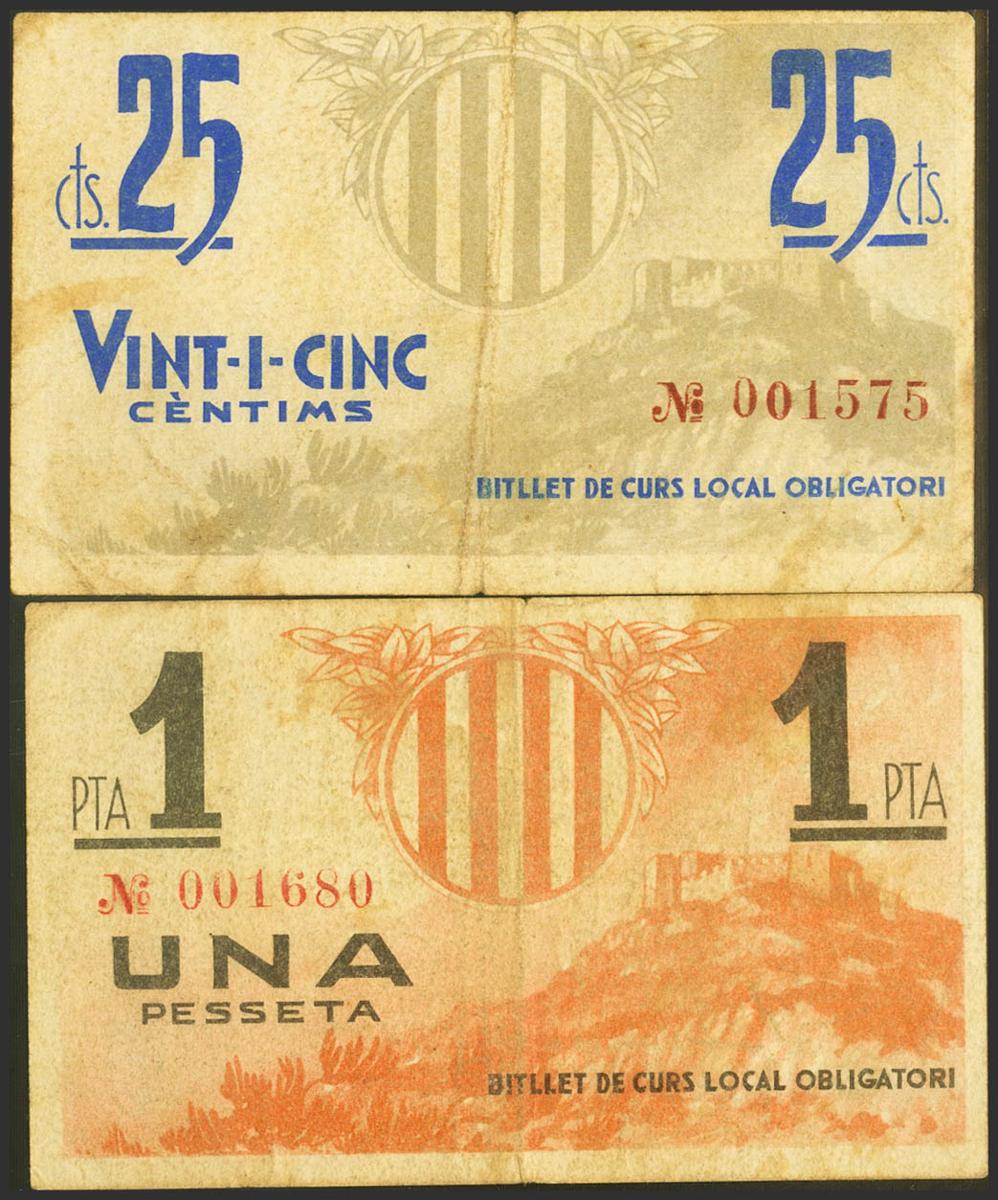 cts. 25
25 cts.
VINT-I-CINC
CÈNTIMS
№ 001575
BITLLET DE CURS LOCAL OBLIGATORI
PTA 1
1 PTA
№ 001680
UNA
PESSETA
BITLLET DE CURS LOCAL OBLIGATORI